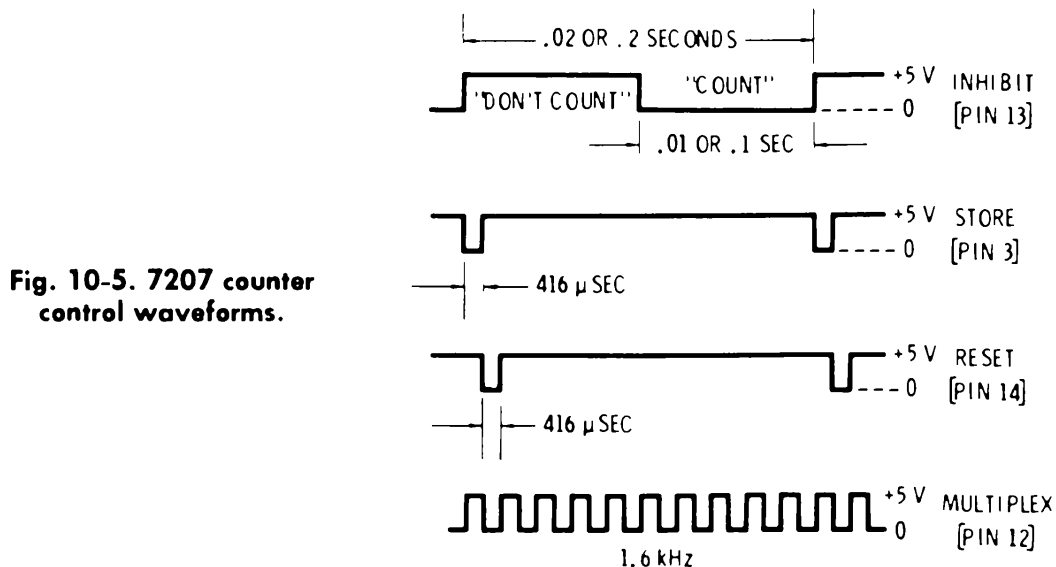 .02 OR .2 SECONDS
"DON'T COUNT"
"COUNT"
+5 V INHIBIT
0 [PIN 13]
.01 OR .1 SEC
+5 V STORE
0 [PIN 3]
416 μ SEC
Fig. 10-5. 7207 counter
control waveforms.
+5 V RESET
0 [PIN 14]
416 μ SEC
+5 V MULTIPLEX
0 [PIN 12]
1.6 kHz